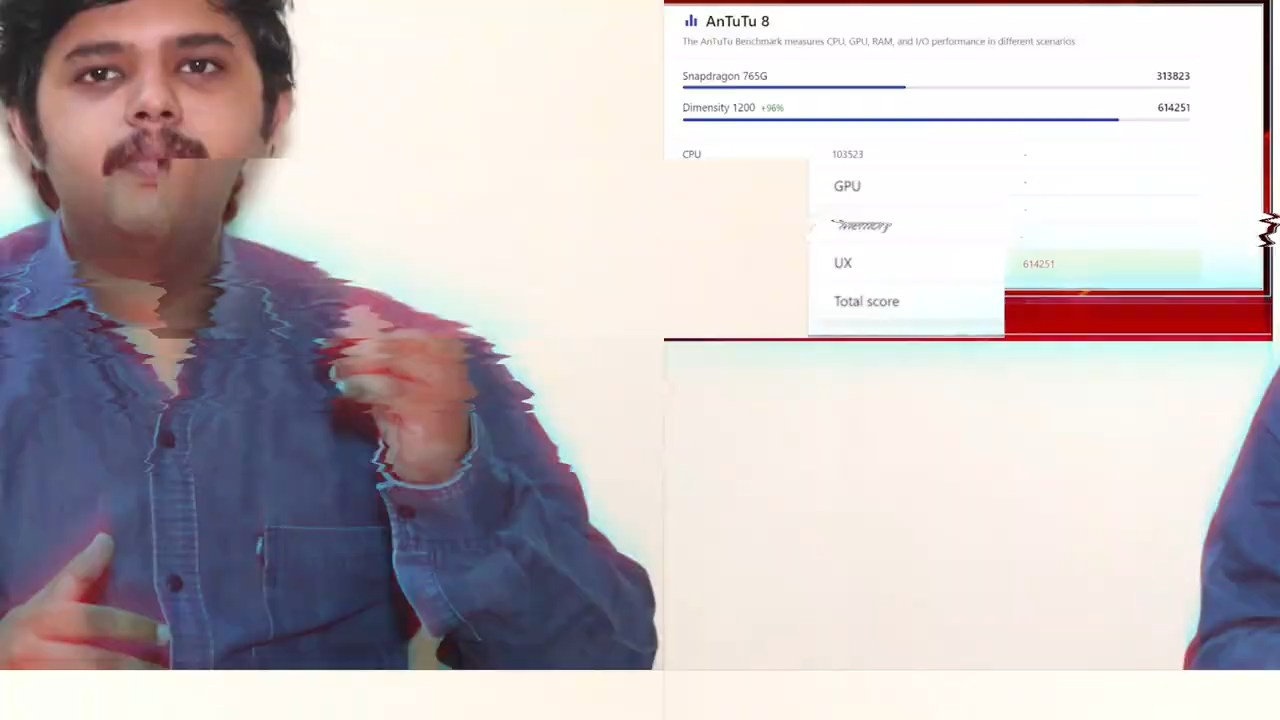 AnTuTu 8
The AnTuTu Benchmark measures CPU, GPU, RAM, and I/O performance in different scenarios
Snapdragon 765G 313823
Dimensity 1200 +96% 614251
CPU 103523 -
GPU -
UX 614251
Total score